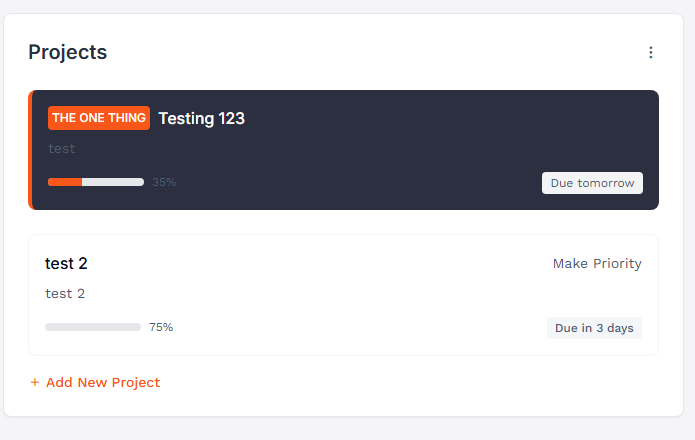 Projects
THE ONE THING Testing 123
test
35% Due tomorrow
test 2 Make Priority
test 2
75% Due in 3 days
+ Add New Project